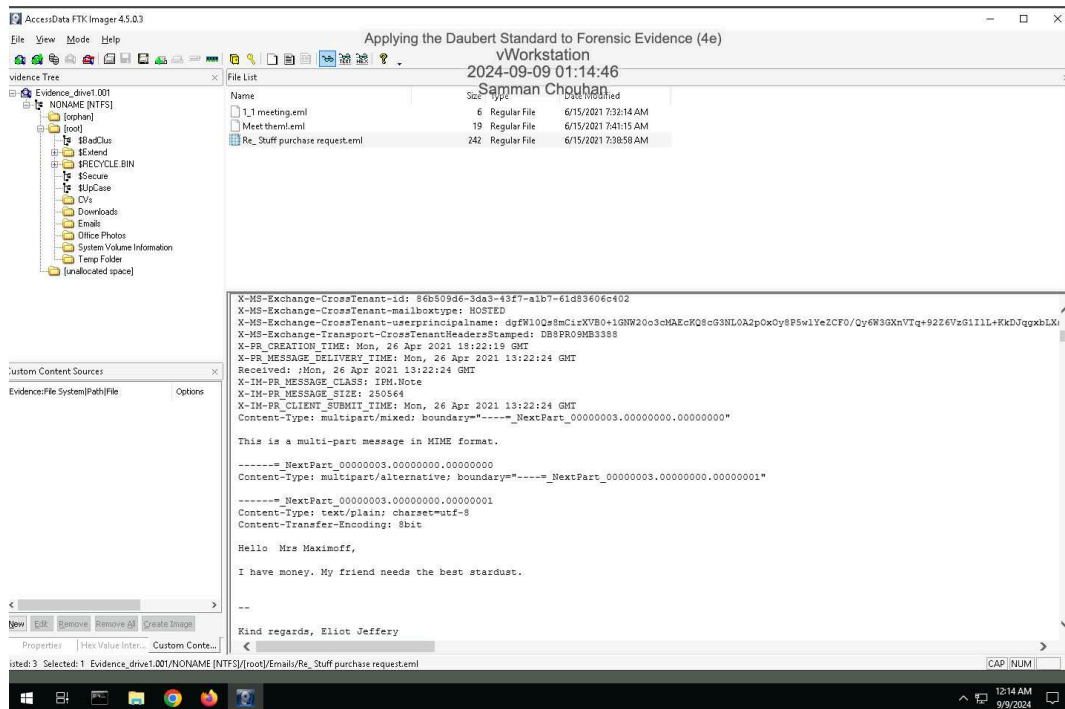 AccessData FTK Imager 4.5.0.3
File View Mode Help
Applying the Daubert Standard to Forensic Evidence (4e)
vWorkstation
2024-09-09 01:14:46
Samman Chouhan
vidence Tree
Evidence_drive1.001
NONAME [NTFS]
[orphan]
[root]
$BadClus
$Extend
$RECYCLE.BIN
$Secure
$UpCase
CVs
Downloads
Emails
Office Photos
System Volume Information
Temp Folder
[unallocated space]
File List
Name Size Type Date Modified
1_1 meeting.eml 6 Regular File 6/15/2021 7:32:14 AM
Meet them!.eml 19 Regular File 6/15/2021 7:41:15 AM
Re_ Stuff purchase request.eml 242 Regular File 6/15/2021 7:38:58 AM
Custom Content Sources
Evidence:File System|Path|File Options
New Edit Remove Remove All Create Image
Properties Hex Value Inter... Custom Conte...
X-MS-Exchange-CrossTenant-id: 86b509d6-3da3-43f7-a1b7-61d83606c402
X-MS-Exchange-CrossTenant-mailboxtype: HOSTED
X-MS-Exchange-CrossTenant-userprincipalname:
X-MS-Exchange-Transport-CrossTenantHeadersStamped: DB8PR09MB3388
X-PR_CREATION_TIME: Mon, 26 Apr 2021 18:22:19 GMT
X-PR_MESSAGE_DELIVERY_TIME: Mon, 26 Apr 2021 13:22:24 GMT
Received: ;Mon, 26 Apr 2021 13:22:24 GMT
X-IM-PR_MESSAGE_CLASS: IPM.Note
X-IM-PR_MESSAGE_SIZE: 250564
X-IM-PR_CLIENT_SUBMIT_TIME: Mon, 26 Apr 2021 13:22:24 GMT
Content-Type: multipart/mixed; boundary="----=_NextPart_00000003.00000000.00000000"
This is a multi-part message in MIME format.
------=_NextPart_00000003.00000000.00000000
Content-Type: multipart/alternative; boundary="----=_NextPart_00000003.00000000.00000001"
------=_NextPart_00000003.00000000.00000001
Content-Type: text/plain; charset=utf-8
Content-Transfer-Encoding: 8bit
Hello  Mrs Maximoff,
I have money. My friend needs the best stardust.
--
Kind regards, Eliot Jeffery
isted: 3 Selected: 1 Evidence_drive1.001/NONAME [NTFS]/[root]/Emails/Re_ Stuff purchase request.eml
CAP NUM
12:14 AM
9/9/2024